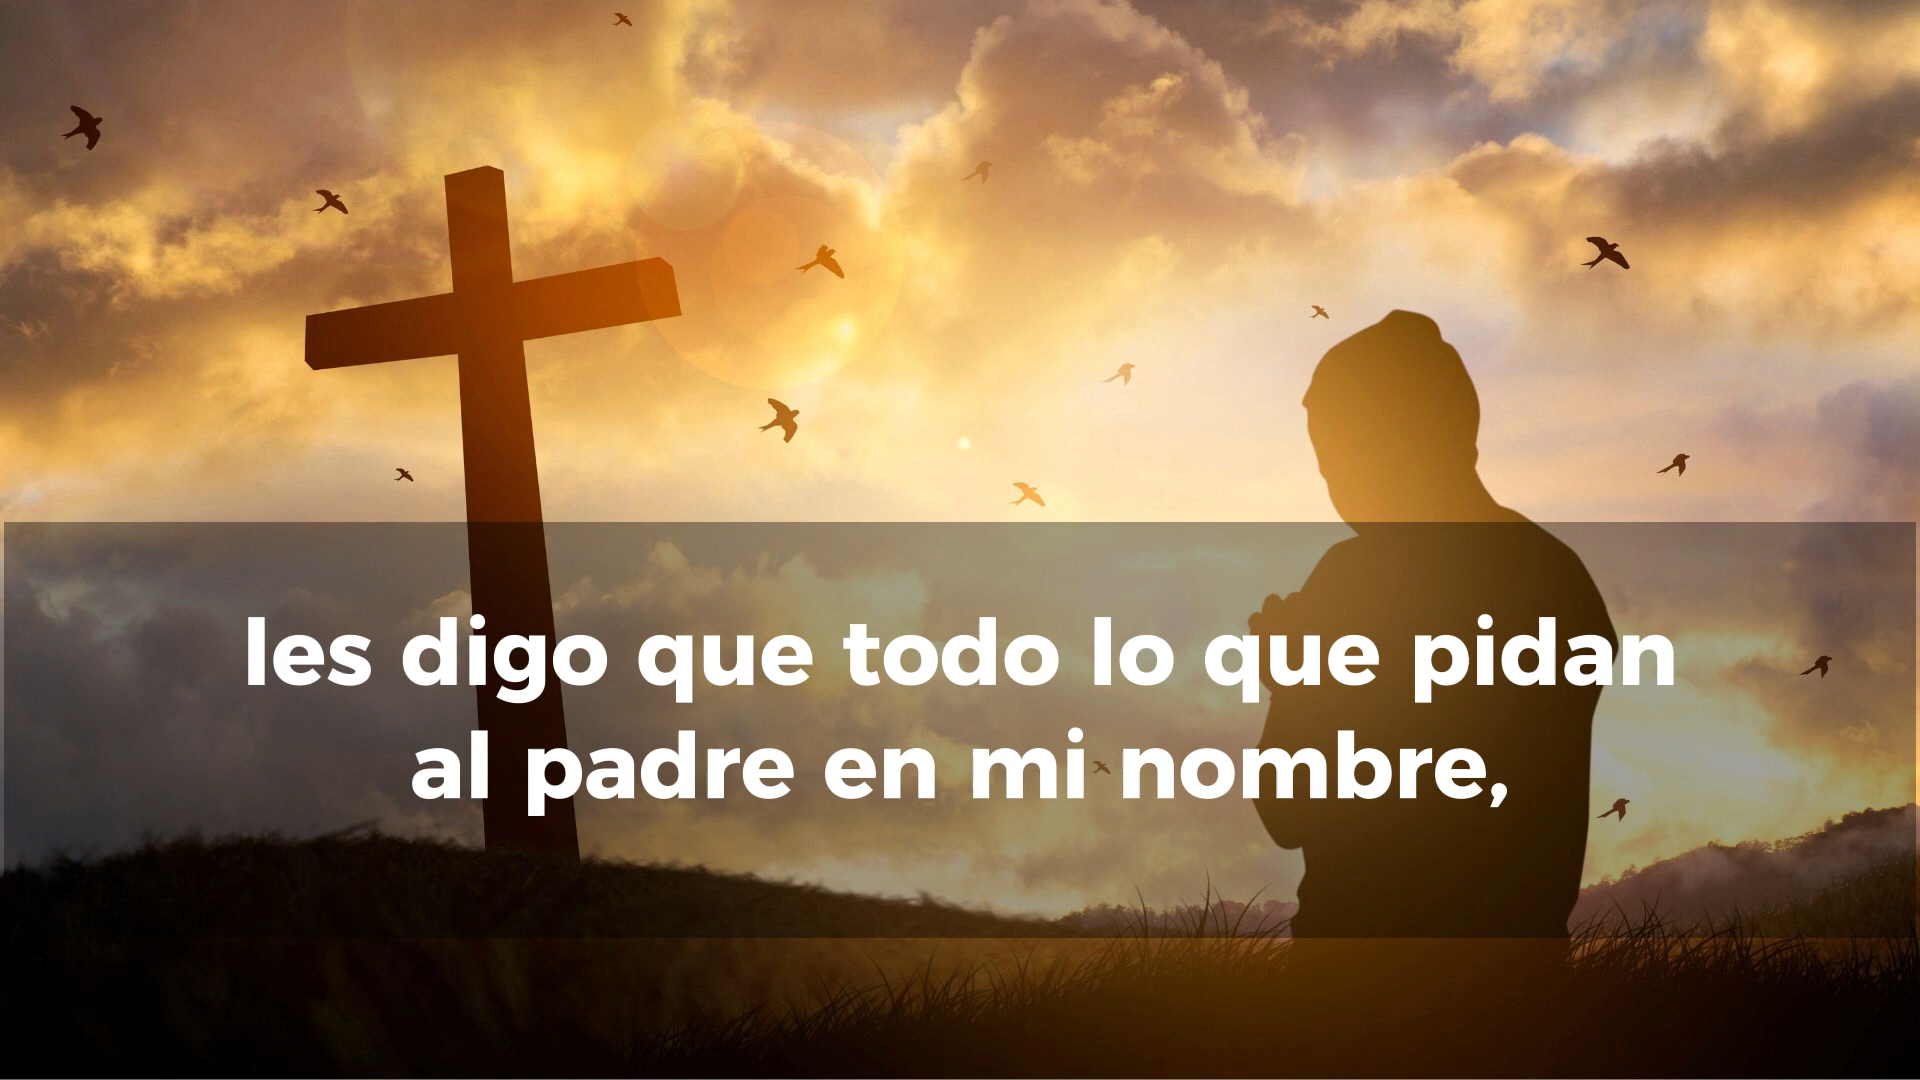 les digo que todo lo que pidan
al padre en mi nombre,